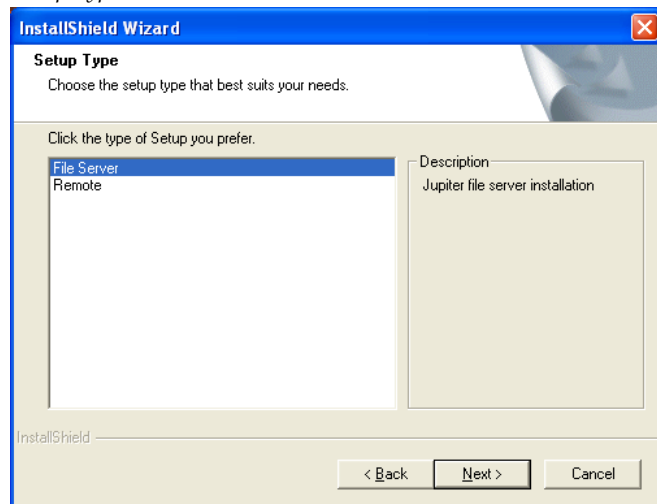 InstallShield Wizard
Setup Type
Choose the setup type that best suits your needs.
Click the type of Setup you prefer.
File Server
Remote
Description
Jupiter file server installation
InstallShield
< Back
Next >
Cancel